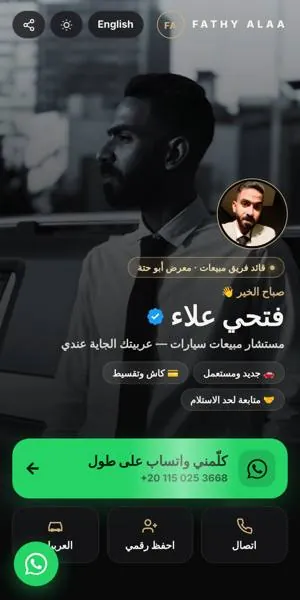 English
FA
FATHY ALAA
قائد فريق مبيعات · معرض أبو حتة
صباح الخير 👋
فتحي علاء
مستشار مبيعات سيارات — عربيتك الجاية عندي
🚗 جديد ومستعمل
💳 كاش وتقسيط
🤝 متابعة لحد الاستلام
كلّمني واتساب على طول
+20 115 025 3668
اتصال
احفظ رقمي